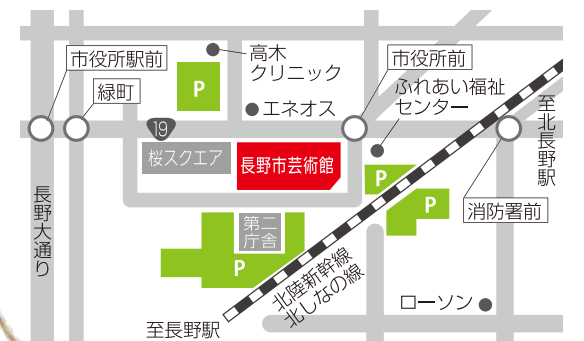 高木
クリニック
市役所駅前
市役所前
緑町
P
ふれあい福祉
センター
エネオス
19
至北長野駅
桜スクエア
長野市芸術館
P
P
消防署前
長野大通り
第二
庁舎
P
北陸新幹線
北しなの線
ローソン
至長野駅